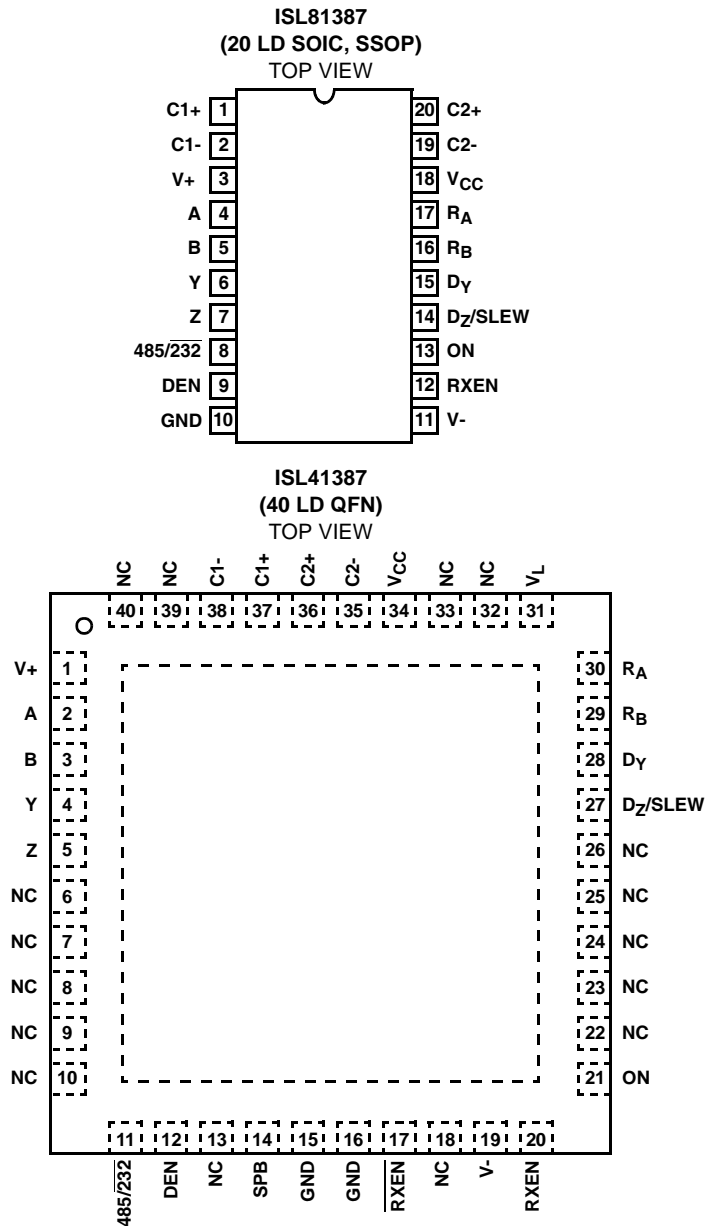 ISL81387
(20 LD SOIC, SSOP)
TOP VIEW
C1+ 1 20 C2+
C1- 2 19 C2-
V+ 3 18 VCC
A 4 17 RA
B 5 16 RB
Y 6 15 DY
Z 7 14 DZ/SLEW
485/2̅3̅2̅ 8 13 ON
DEN 9 12 RXEN
GND 10 11 V-
ISL41387
(40 LD QFN)
TOP VIEW
NC NC C1- C1+ C2+ C2- VCC NC NC VL
40 39 38 37 36 35 34 33 32 31
V+ 1 30 RA
A 2 29 RB
B 3 28 DY
Y 4 27 DZ/SLEW
Z 5 26 NC
NC 6 25 NC
NC 7 24 NC
NC 8 23 NC
NC 9 22 NC
NC 10 21 ON
11 12 13 14 15 16 17 18 19 20
485/2̅3̅2̅ DEN NC SPB GND GND R̅X̅E̅N̅ NC V- RXEN